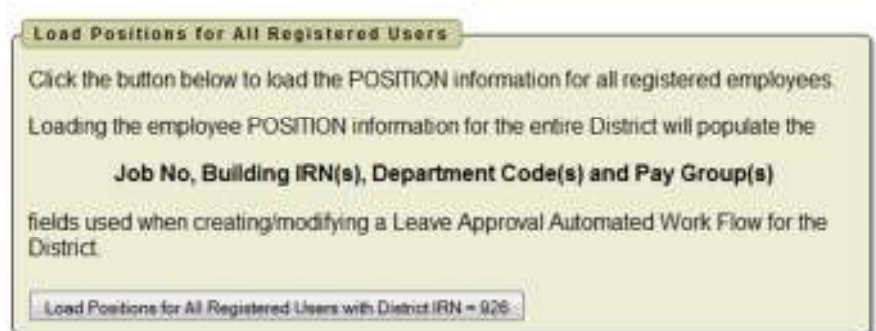 Load Positions for All Registered Users
Click the button below to load the POSITION information for all registered employees.
Loading the employee POSITION information for the entire District will populate the
Job No, Building IRN(s), Department Code(s) and Pay Group(s)
fields used when creating/modifying a Leave Approval Automated Work Flow for the
District.
Load Positions for All Registered Users with District IRN = 926